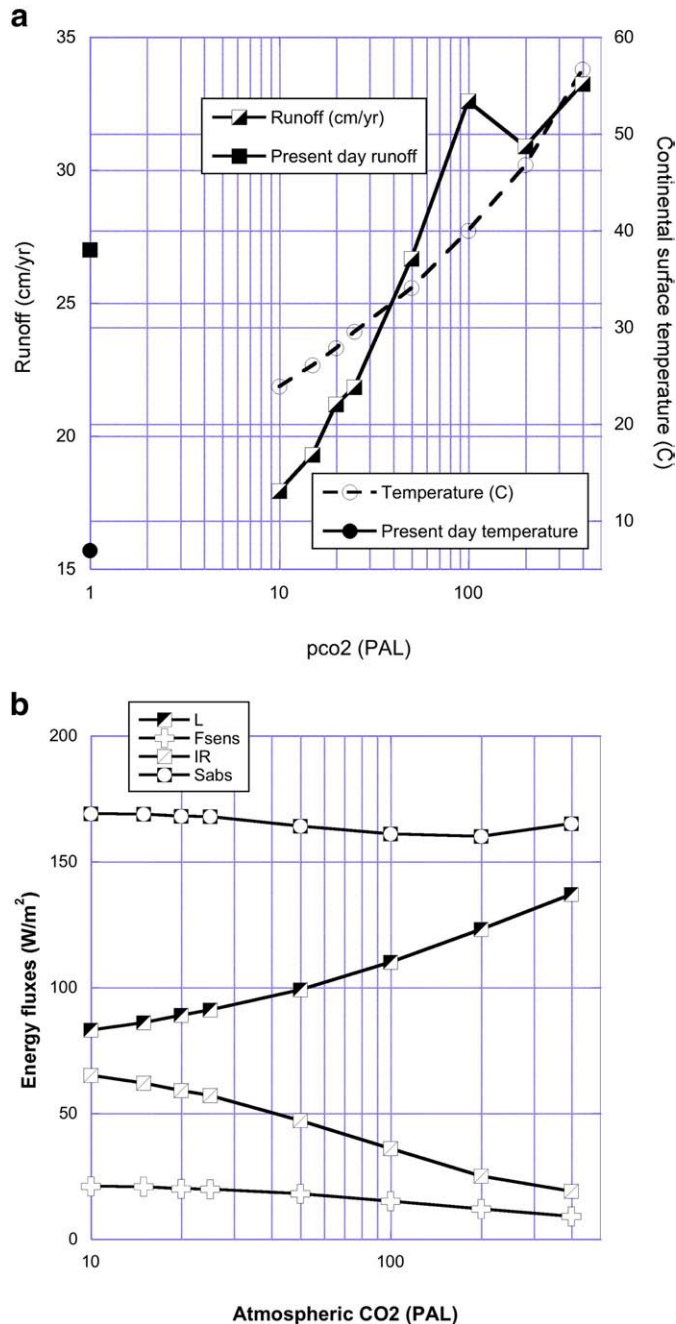 a
35
60
Runoff (cm/yr)
Present day runoff
50
30
40
Runoff (cm/yr)
Continental surface temperature (C̄)
25
30
20
20
Temperature (C)
Present day temperature
10
15
1
10
100
pco2 (PAL)
b
L
Fsens
IR
Sabs
200
150
Energy fluxes (W/m²)
100
50
0
10
100
Atmospheric CO2 (PAL)